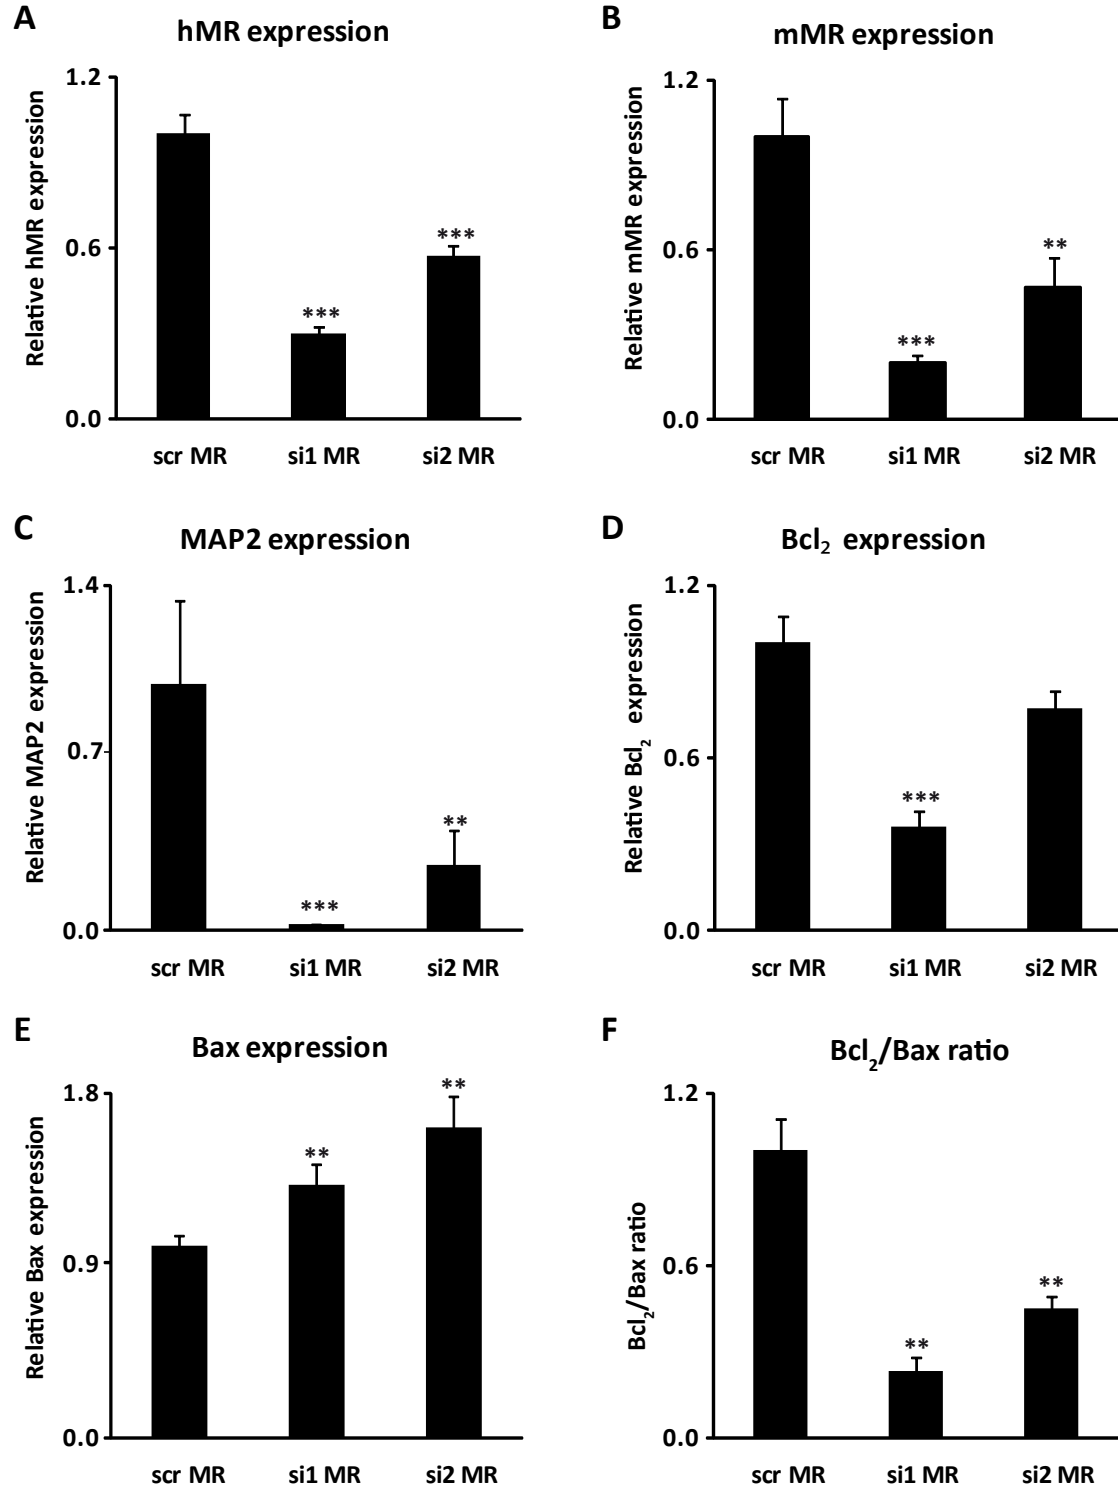 A
hMR expression
Relative hMR expression
1.2
0.6
0.0
***
***
scr MR si1 MR si2 MR
B
mMR expression
Relative mMR expression
1.2
0.6
0.0
***
**
scr MR si1 MR si2 MR
C
MAP2 expression
Relative MAP2 expression
1.4
0.7
0.0
***
**
scr MR si1 MR si2 MR
D
Bcl₂ expression
Relative Bcl₂ expression
1.2
0.6
0.0
***
scr MR si1 MR si2 MR
E
Bax expression
Relative Bax expression
1.8
0.9
0.0
**
**
scr MR si1 MR si2 MR
F
Bcl₂/Bax ratio
Bcl₂/Bax ratio
1.2
0.6
0.0
**
**
scr MR si1 MR si2 MR